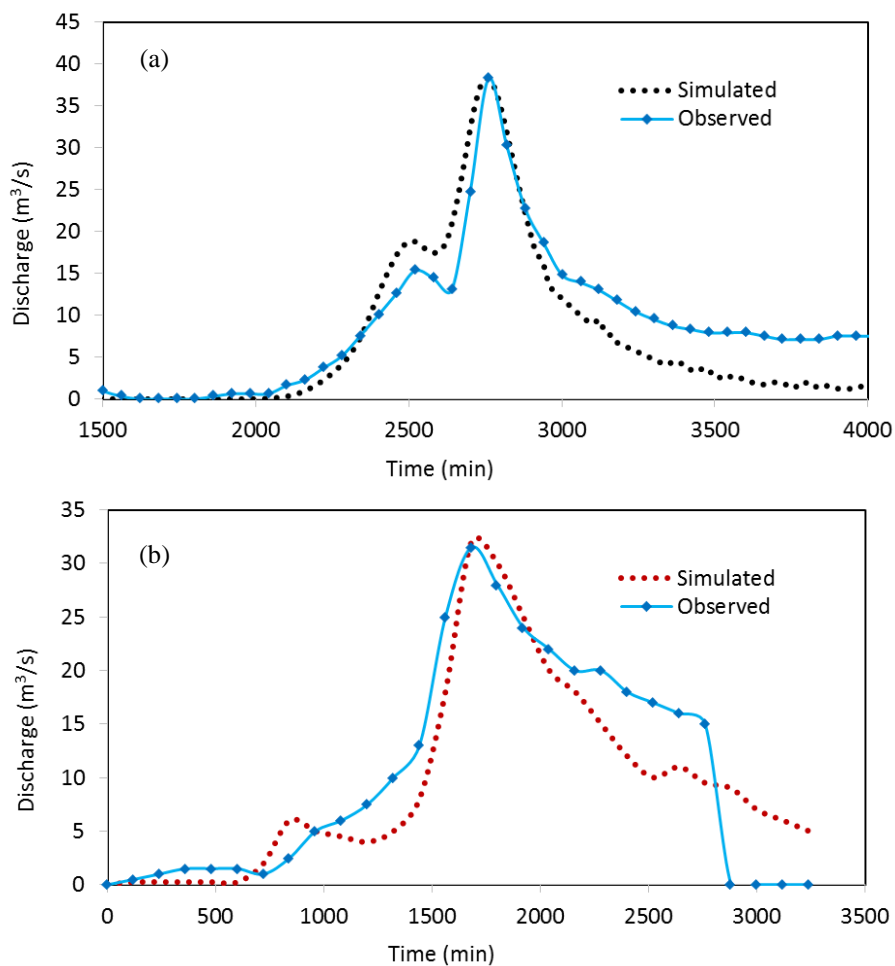 45
40
35
30
25
20
15
10
5
0
Discharge (m³/s)
(a)
Simulated
Observed
1500 2000 2500 3000 3500 4000
Time (min)
35
30
25
20
15
10
5
0
Discharge (m³/s)
(b)
Simulated
Observed
0 500 1000 1500 2000 2500 3000 3500
Time (min)